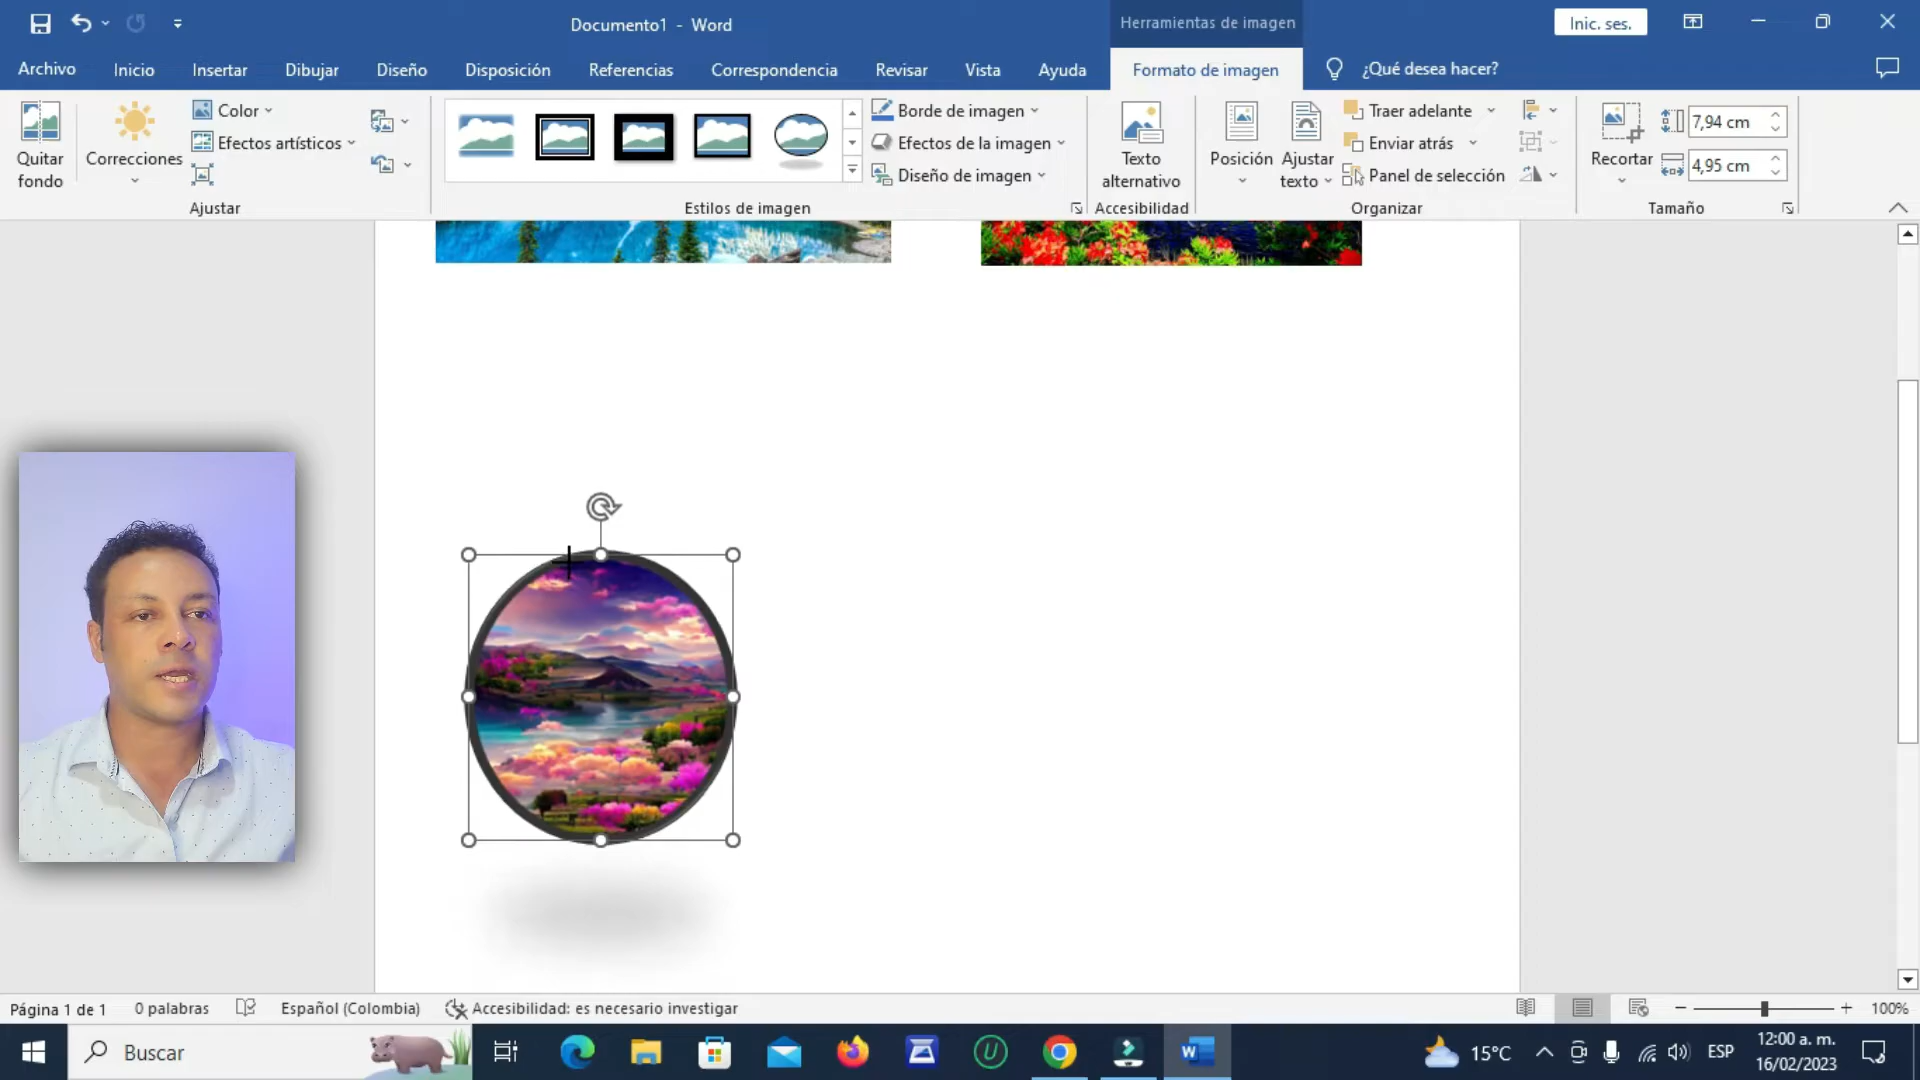 Documento1 - Word
Herramientas de imagen
Inic. ses.
Archivo
Inicio
Insertar
Dibujar
Diseño
Disposición
Referencias
Correspondencia
Revisar
Vista
Ayuda
Formato de imagen
¿Qué desea hacer?
Quitar
fondo
Correcciones
Color
Efectos artísticos
Ajustar
Borde de imagen
Efectos de la imagen
Diseño de imagen
Estilos de imagen
Texto
alternativo
Accesibilidad
Posición
Ajustar
texto
Traer adelante
Enviar atrás
Panel de selección
Organizar
Recortar
7,94 cm
4,95 cm
Tamaño
Página 1 de 1
0 palabras
Español (Colombia)
Accesibilidad: es necesario investigar
100%
Buscar
15°C
ESP
12:00 a. m.
16/02/2023